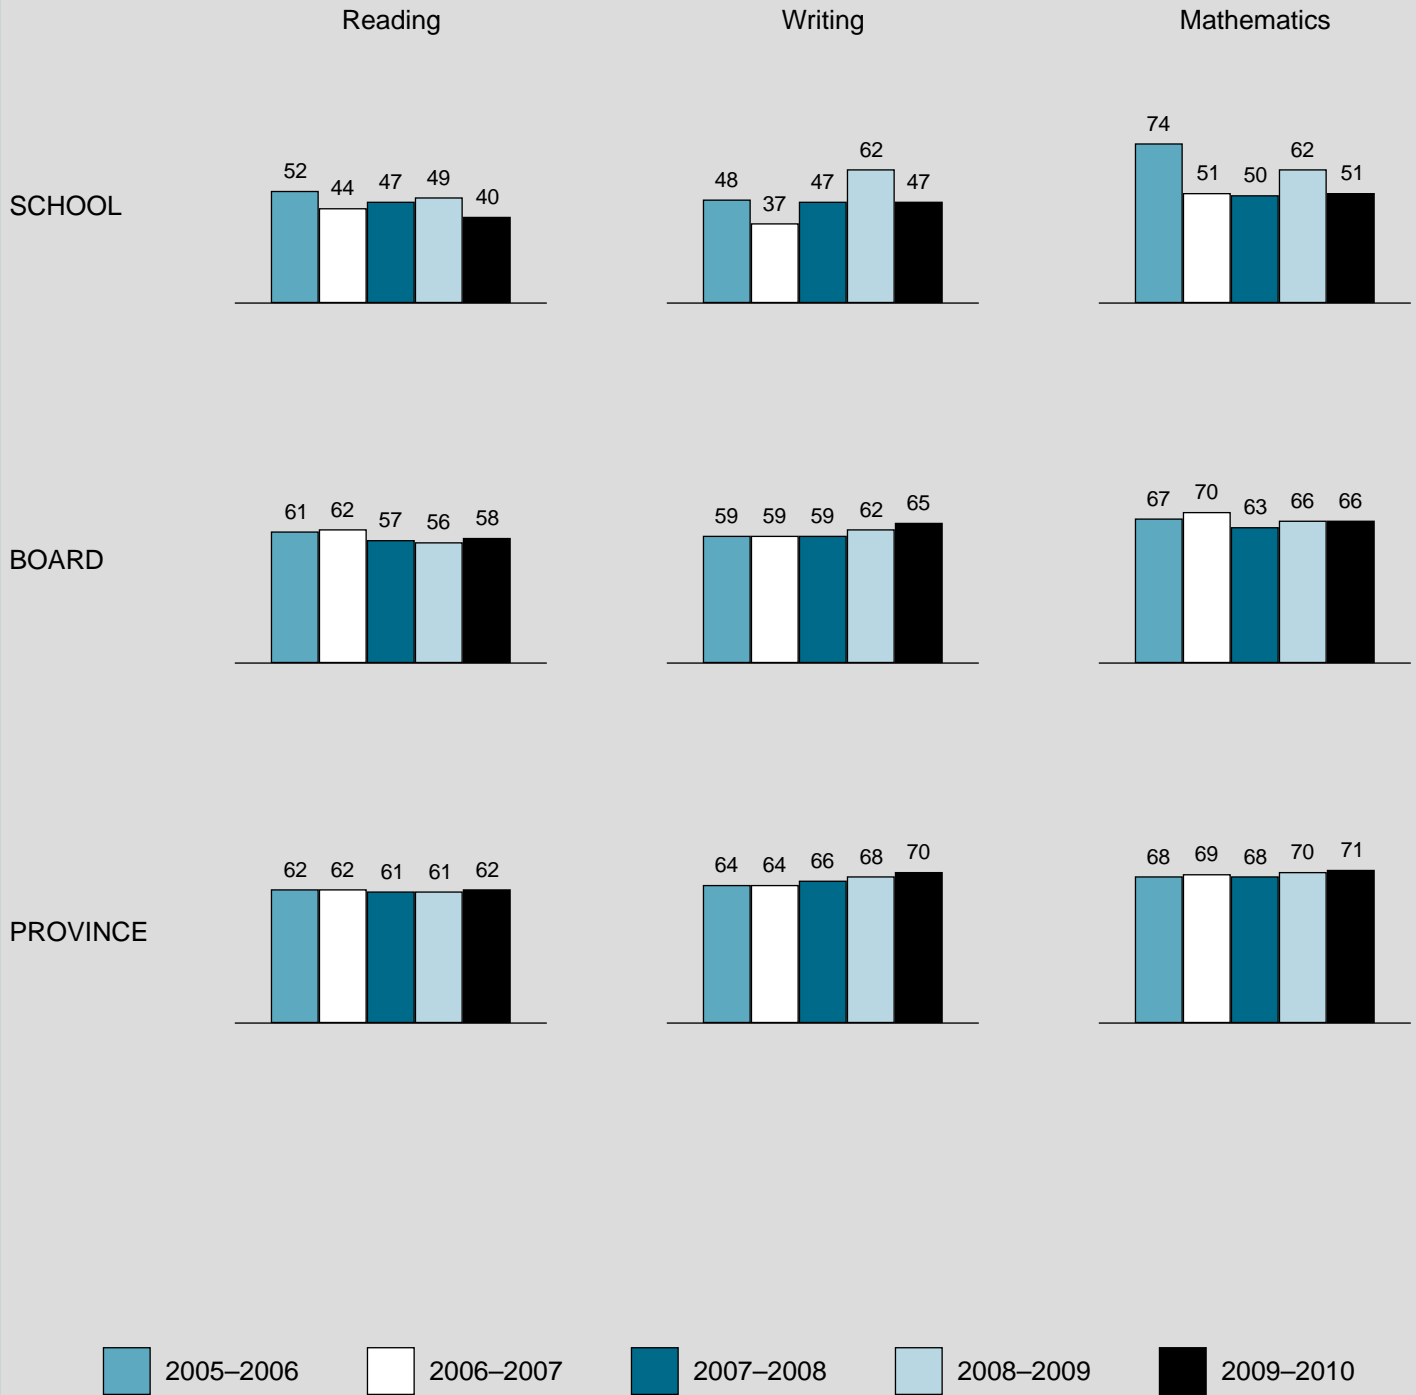 Reading Writing Mathematics
SCHOOL
52 44 47 49 40
48 37 47 62 47
74 51 50 62 51
BOARD
61 62 57 56 58
59 59 59 62 65
67 70 63 66 66
PROVINCE
62 62 61 61 62
64 64 66 68 70
68 69 68 70 71
2005–2006 2006–2007 2007–2008 2008–2009 2009–2010